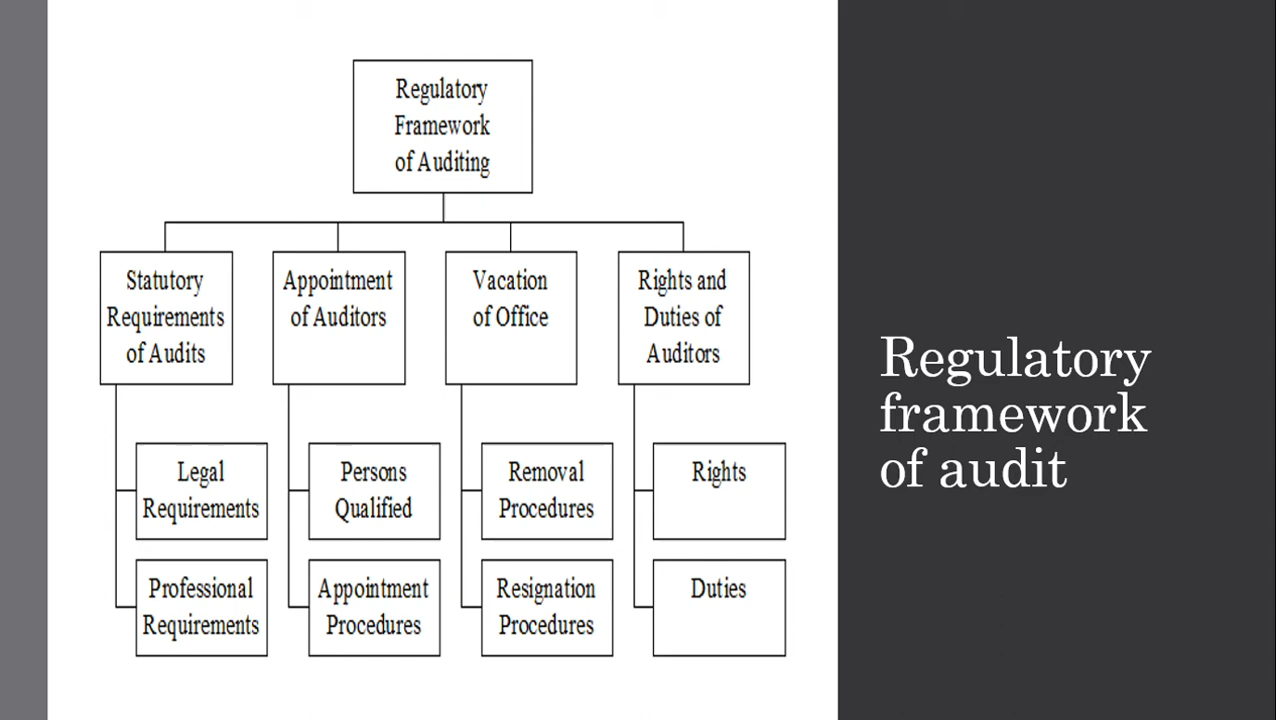 Regulatory
Framework
of Auditing
Statutory
Requirements
of Audits
Appointment
of Auditors
Vacation
of Office
Rights and
Duties of
Auditors
Legal
Requirements
Persons
Qualified
Removal
Procedures
Rights
Professional
Requirements
Appointment
Procedures
Resignation
Procedures
Duties
Regulatory
framework
of audit